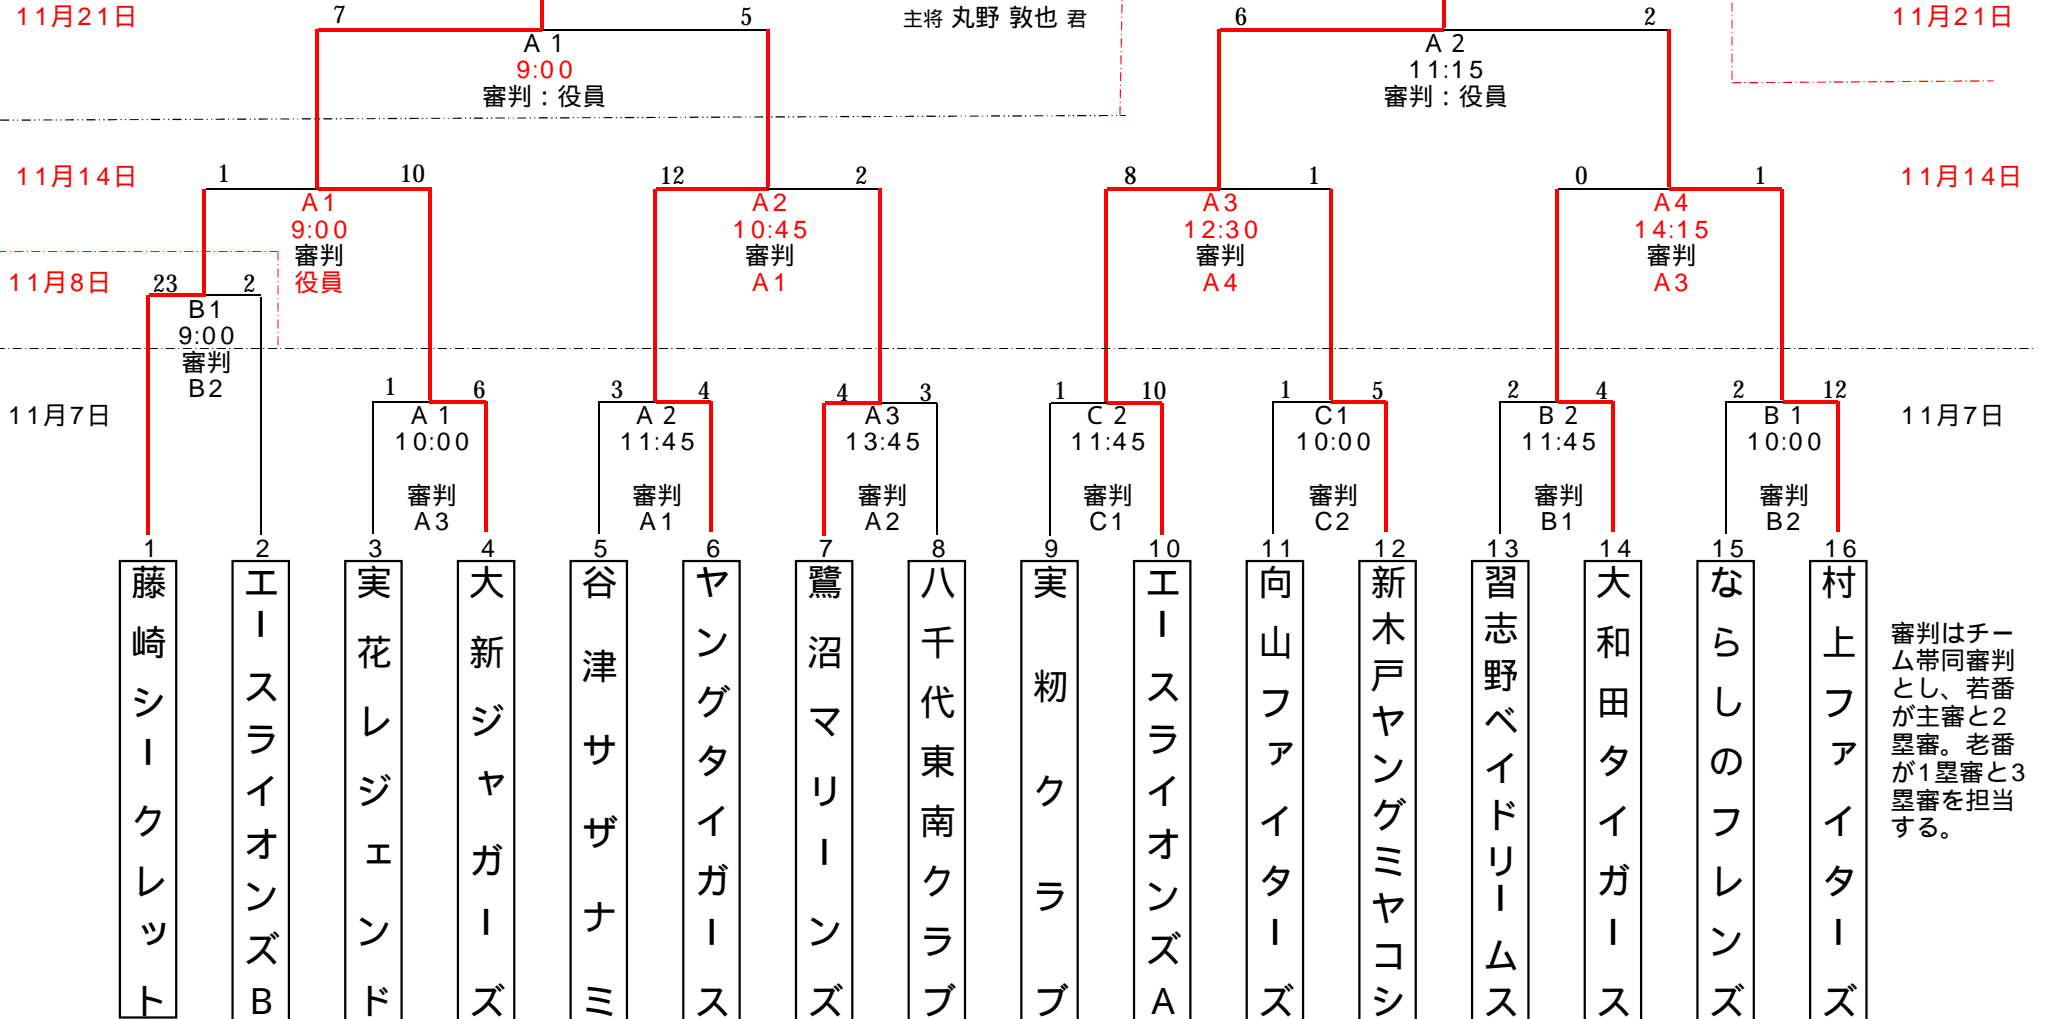 11月21日
7
5
主将 丸野 敦也 君
6
2
11月21日
A 1
9:00
審判：役員
A 2
11:15
審判：役員
11月14日
1
10
12
2
8
1
0
1
11月14日
A1
9:00
審判
役員
A2
10:45
審判
A1
A3
12:30
審判
A4
A4
14:15
審判
A3
11月8日
23
2
B1
9:00
審判
B2
11月7日
1
6
3
4
4
3
1
10
1
5
2
4
2
12
11月7日
A 1
10:00
審判
A3
A 2
11:45
審判
A1
A3
13:45
審判
A2
C 2
11:45
審判
C1
C1
10:00
審判
C2
B 2
11:45
審判
B1
B 1
10:00
審判
B2
1
藤崎シークレット
2
エースライオンズB
3
実花レジェンド
4
大新ジャガーズ
5
谷津サザナミ
6
ヤングタイガース
7
鷺沼マリーンズ
8
八千代東南クラブ
9
実籾クラブ
10
エースライオンズA
11
向山ファイターズ
12
新木戸ヤングミヤコシ
13
習志野ベイドリームス
14
大和田タイガース
15
ならしのフレンズ
16
村上ファイターズ
審判はチー
ム帯同審判
とし、若番
が主審と2
塁審。老番
が1塁審と3
塁審を担当
する。